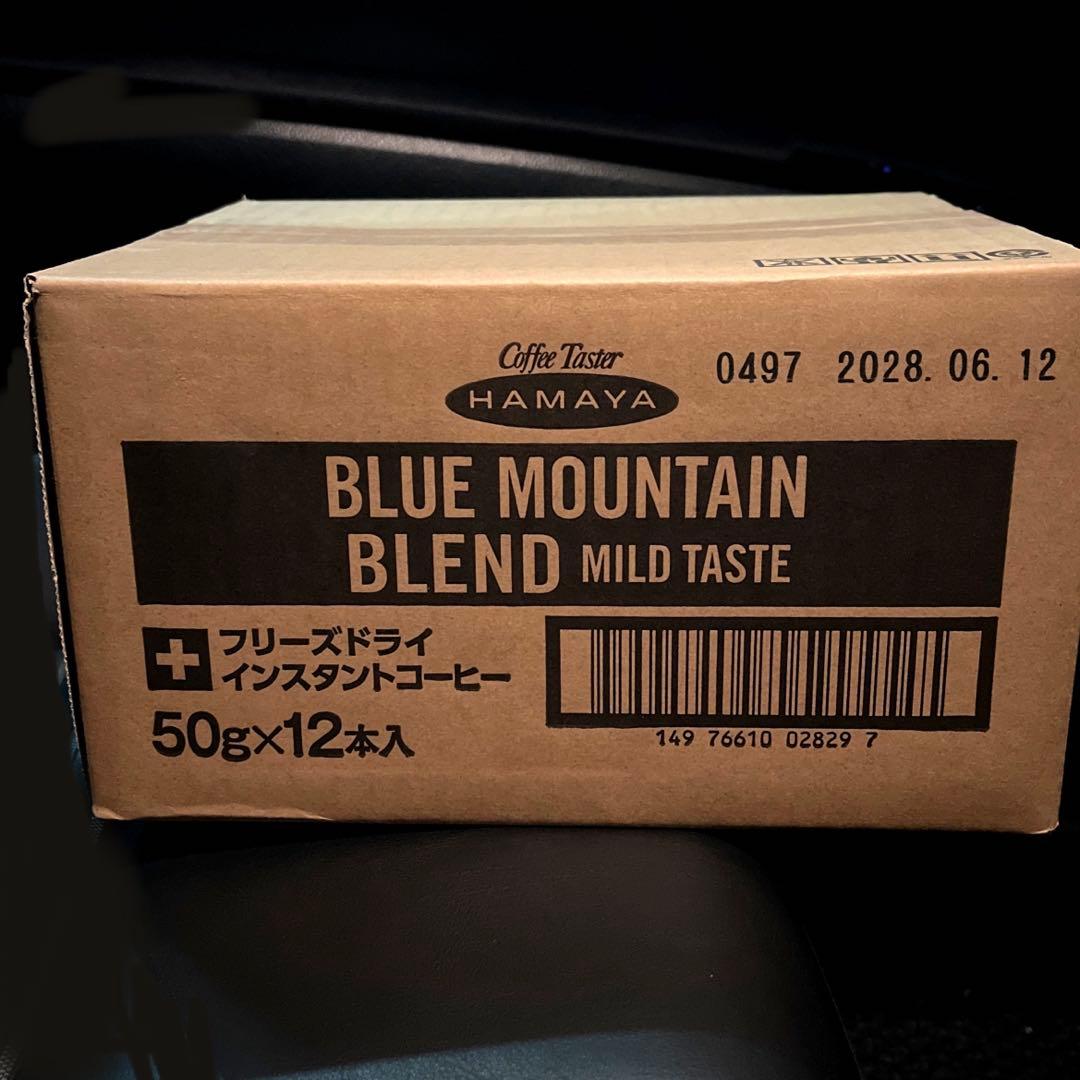 Coffee Taster
HAMAYA
0497 2028. 06. 12
BLUE MOUNTAIN
BLEND MILD TASTE
フリーズドライ
インスタントコーヒー
50g×12本入
149 76610 02829 7